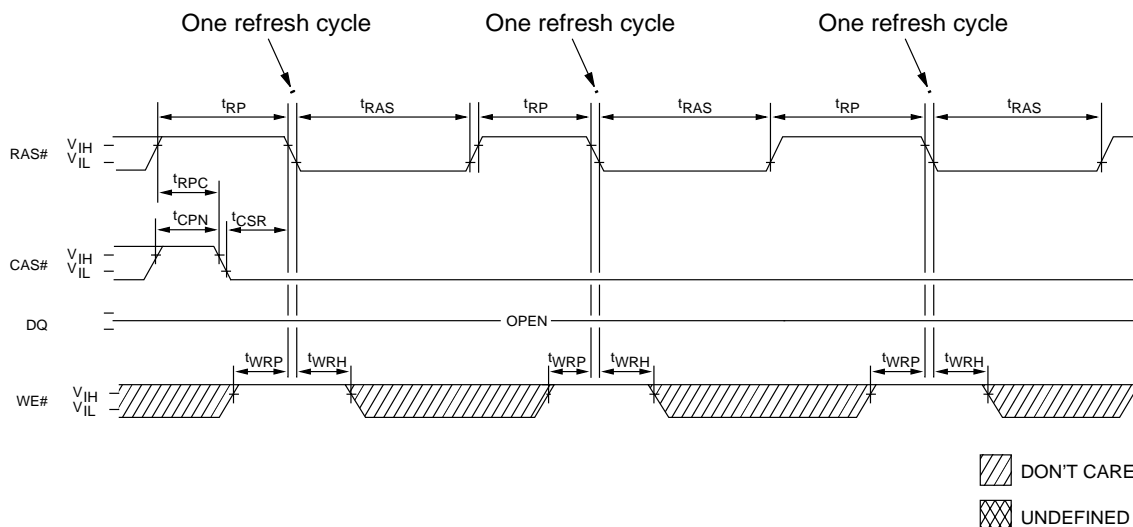 One refresh cycle One refresh cycle One refresh cycle
tRP tRAS tRP tRAS tRP tRAS
RAS# VIH
VIL
tRPC
tCPN tCSR
CAS# VIH
VIL
DQ OPEN
tWRP tWRH tWRP tWRH tWRP tWRH
WE# VIH
VIL
DON'T CARE
UNDEFINED